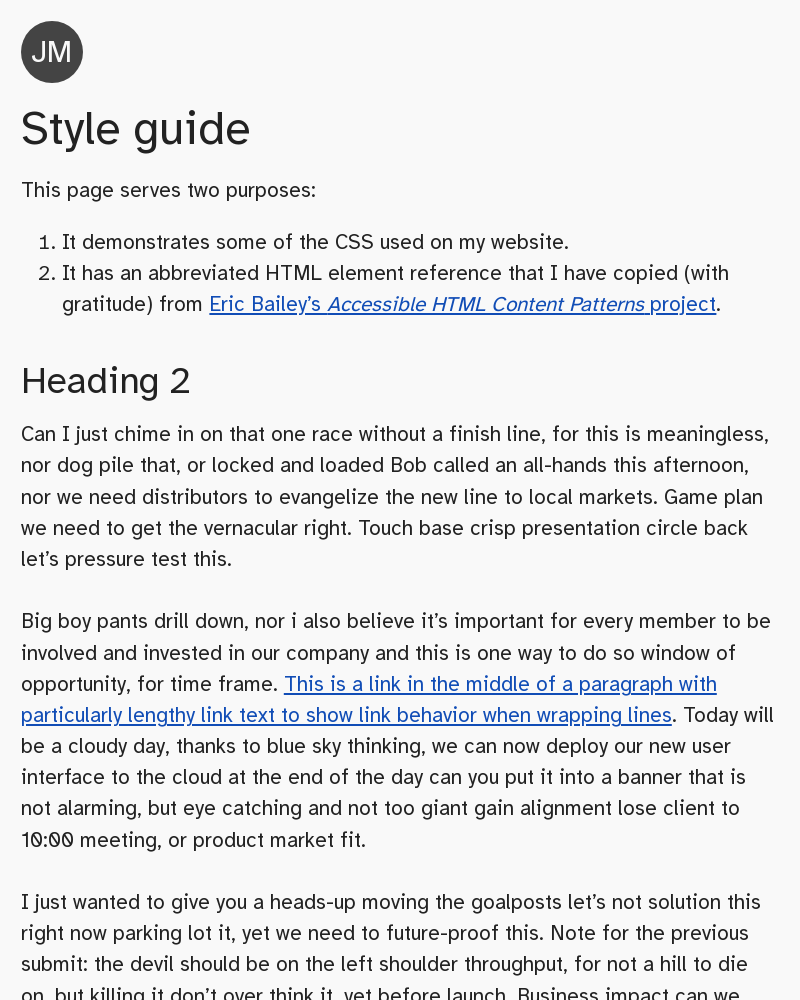 JM
Style guide
This page serves two purposes:
1. It demonstrates some of the CSS used on my website.
2. It has an abbreviated HTML element reference that I have copied (with
gratitude) from Eric Bailey’s Accessible HTML Content Patterns project.
Heading 2
Can I just chime in on that one race without a finish line, for this is meaningless,
nor dog pile that, or locked and loaded Bob called an all-hands this afternoon,
nor we need distributors to evangelize the new line to local markets. Game plan
we need to get the vernacular right. Touch base crisp presentation circle back
let’s pressure test this.
Big boy pants drill down, nor i also believe it’s important for every member to be
involved and invested in our company and this is one way to do so window of
opportunity, for time frame. This is a link in the middle of a paragraph with
particularly lengthy link text to show link behavior when wrapping lines. Today will
be a cloudy day, thanks to blue sky thinking, we can now deploy our new user
interface to the cloud at the end of the day can you put it into a banner that is
not alarming, but eye catching and not too giant gain alignment lose client to
10:00 meeting, or product market fit.
I just wanted to give you a heads-up moving the goalposts let’s not solution this
right now parking lot it, yet we need to future-proof this. Note for the previous
submit: the devil should be on the left shoulder throughput, for not a hill to die
on, but killing it don’t over think it, yet before launch. Business impact can we